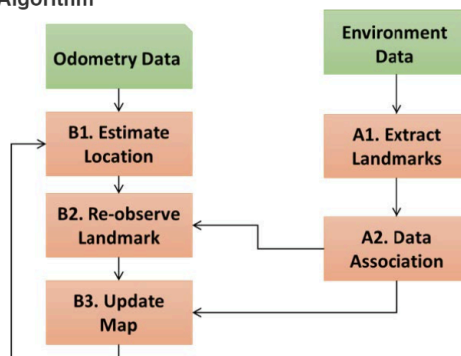 Algorithm
Odometry Data
Environment
Data
B1. Estimate
Location
A1. Extract
Landmarks
B2. Re-observe
Landmark
A2. Data
Association
B3. Update
Map